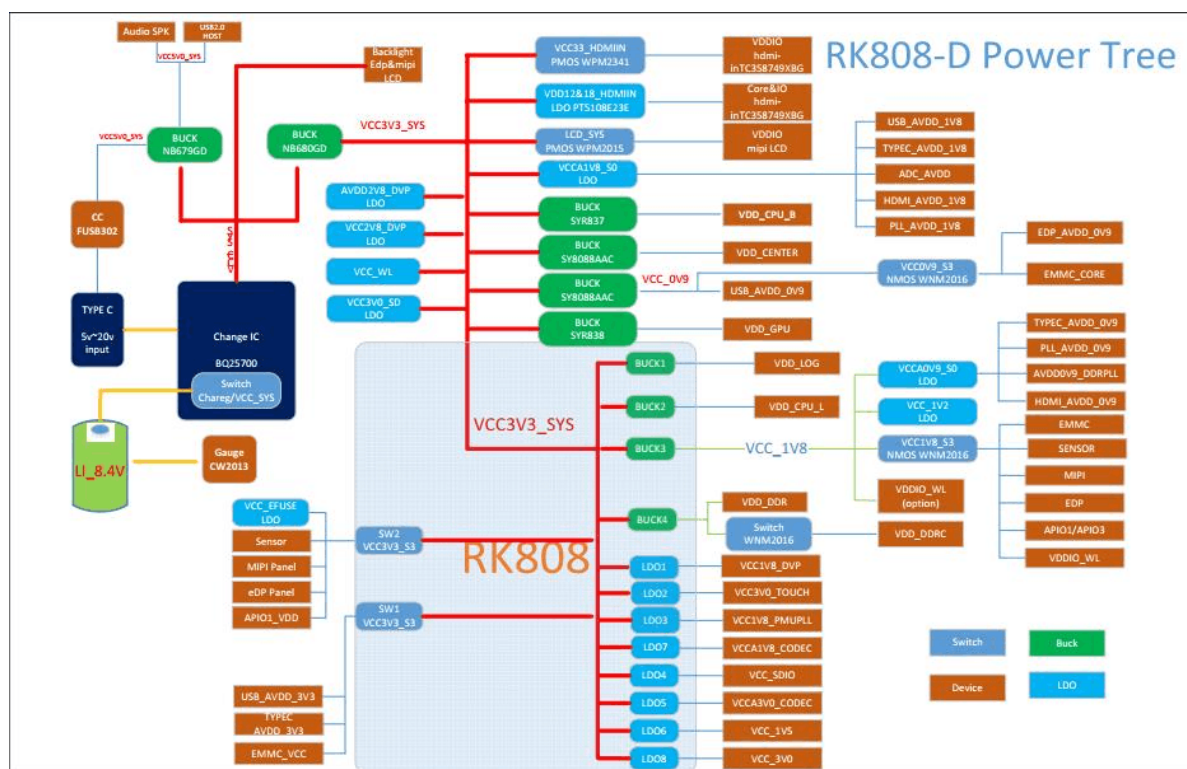 RK808-D Power Tree
Audio SPK
USB2.0
HOST
VCC5V0_SYS
VCC5V0_SYS
BUCK
NB679GD
BUCK
NB680GD
Backlight
Edp&mipi
LCD
VCC3V3_SYS
CC
FUSB302
TYPE C
5v~20v
input
Change IC
BQ25700
Switch
Chareg/VCC_SYS
LI_8.4V
Gauge
CW2013
AVDD2V8_DVP
LDO
VCC2V8_DVP
LDO
VCC_WL
VCC3V0_SD
LDO
VCC33_HDMIIN
PMOS WPM2341
VDDIO
hdmi-
inTC358749XBG
VDD12&18_HDMIIN
LDO PTS108E23E
Core&IO
hdmi-
inTC358749XBG
LCD_SYS
PMOS WPM2015
VDDIO
mipi LCD
VCCA1V8_S0
LDO
USB_AVDD_1V8
TYPEC_AVDD_1V8
ADC_AVDD
HDMI_AVDD_1V8
PLL_AVDD_1V8
BUCK
SYR837
VDD_CPU_B
BUCK
SY8088AAC
VDD_CENTER
BUCK
SY8088AAC
VCC_0V9
USB_AVDD_0V9
VCC0V9_S3
NMOS WNM2016
EDP_AVDD_0V9
EMMC_CORE
BUCK
SYR838
VDD_GPU
VCC3V3_SYS
RK808
BUCK1
VDD_LOG
BUCK2
VDD_CPU_L
BUCK3
VCC_1V8
VCCA0V9_S0
LDO
TYPEC_AVDD_0V9
PLL_AVDD_0V9
AVDD0V9_DDRPLL
HDMI_AVDD_0V9
VCC_1V2
LDO
VCC1V8_S3
NMOS WNM2016
EMMC
SENSOR
MIPI
EDP
APIO1/APIO3
VDDIO_WL
VDDIO_WL
(option)
BUCK4
VDD_DDR
Switch
WNM2016
VDD_DDRC
SW2
VCC3V3_S3
VCC_EFUSE
LDO
Sensor
MIPI Panel
eDP Panel
APIO1_VDD
SW1
VCC3V3_S3
USB_AVDD_3V3
TYPEC
AVDD_3V3
EMMC_VCC
LDO1
VCC1V8_DVP
LDO2
VCC3V0_TOUCH
LDO3
VCC1V8_PMUPLL
LDO7
VCCA1V8_CODEC
LDO4
VCC_SDIO
LDO5
VCCA3V0_CODEC
LDO6
VCC_1V5
LDO8
VCC_3V0
Switch
Buck
Device
LDO